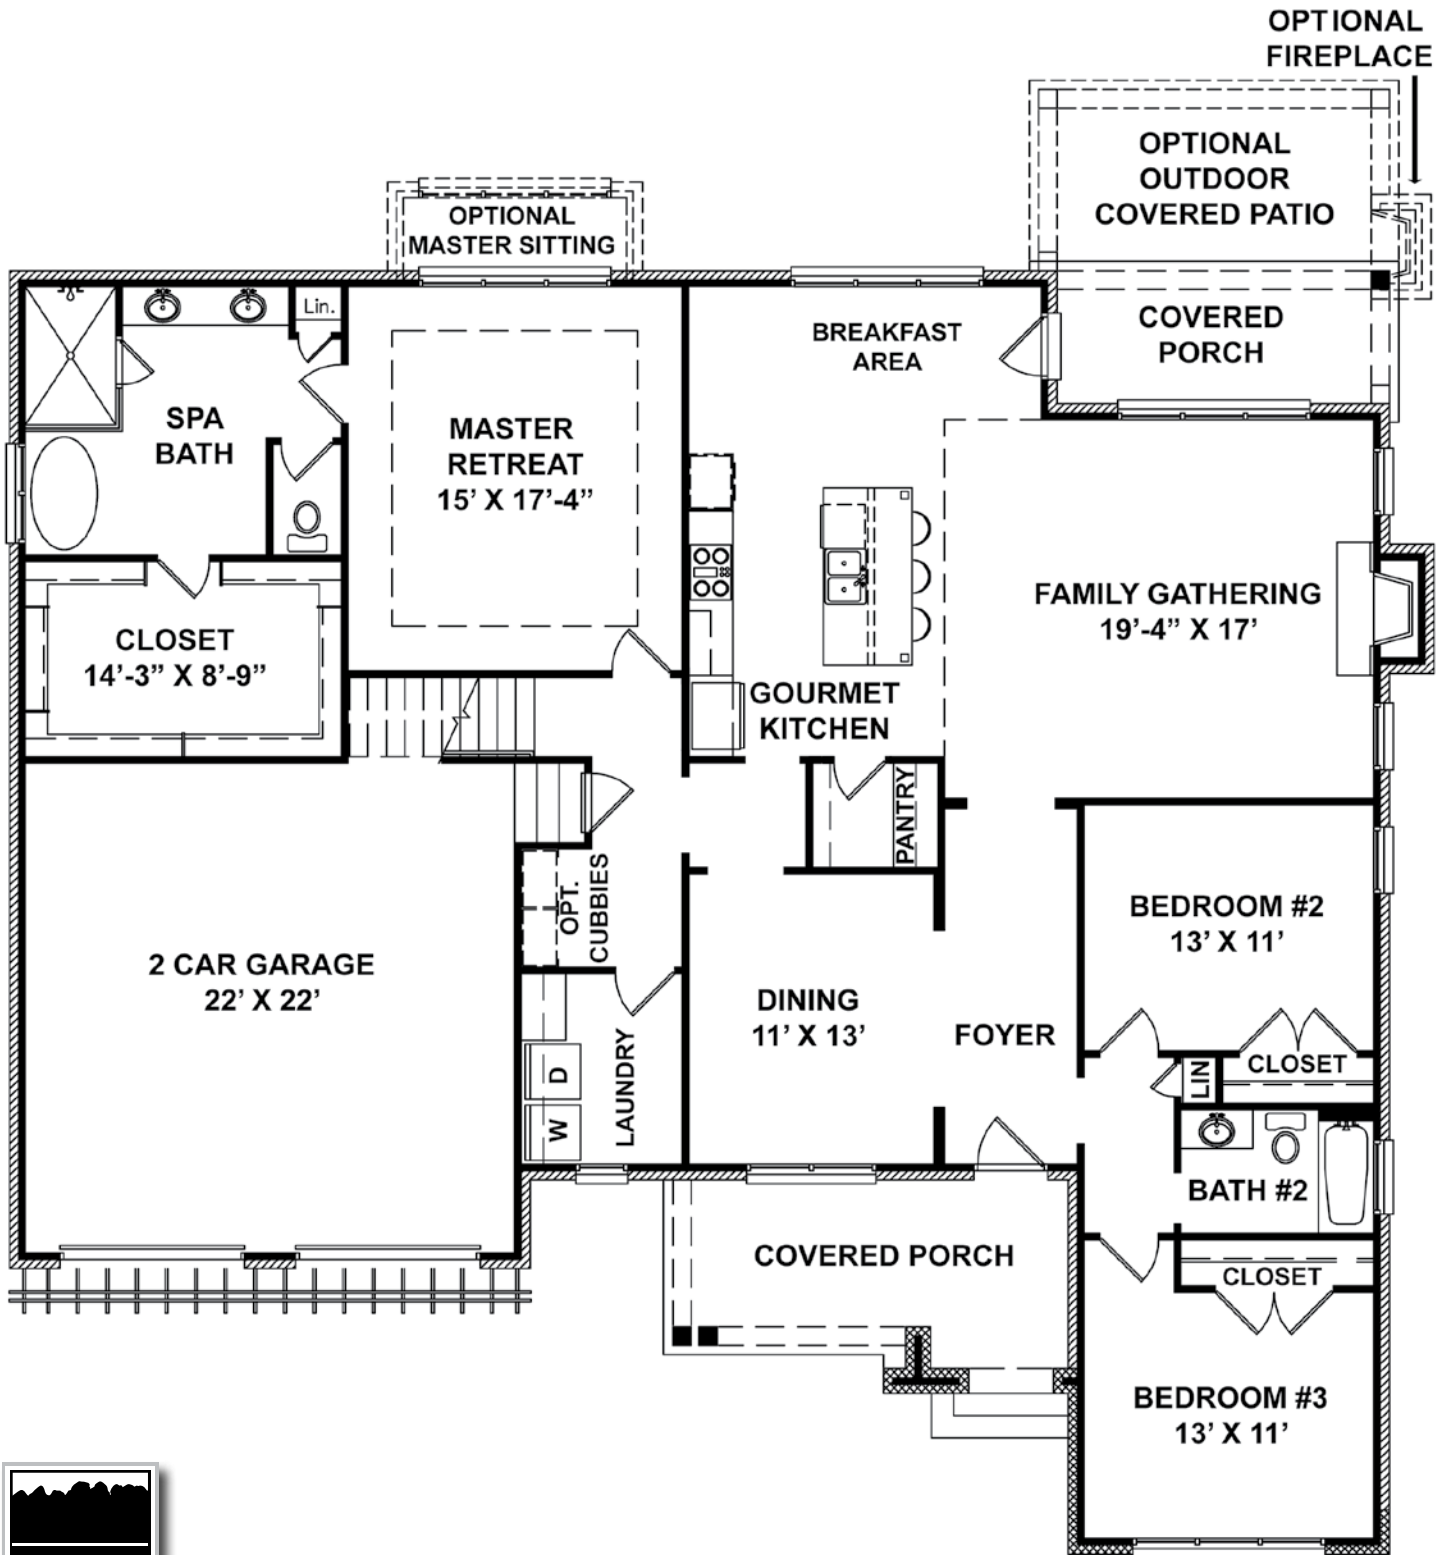 OPTIONAL
FIREPLACE
OPTIONAL
OUTDOOR
COVERED PATIO
OPTIONAL
MASTER SITTING
Lin.
COVERED
PORCH
BREAKFAST
AREA
SPA
BATH
MASTER
RETREAT
15’ X 17’-4”
FAMILY GATHERING
19’-4” X 17’
CLOSET
14’-3” X 8’-9”
GOURMET
KITCHEN
PANTRY
OPT.
CUBBIES
BEDROOM #2
13’ X 11’
2 CAR GARAGE
22’ X 22’
DINING
11’ X 13’
FOYER
CLOSET
LIN
D
W
LAUNDRY
BATH #2
COVERED PORCH
CLOSET
BEDROOM #3
13’ X 11’